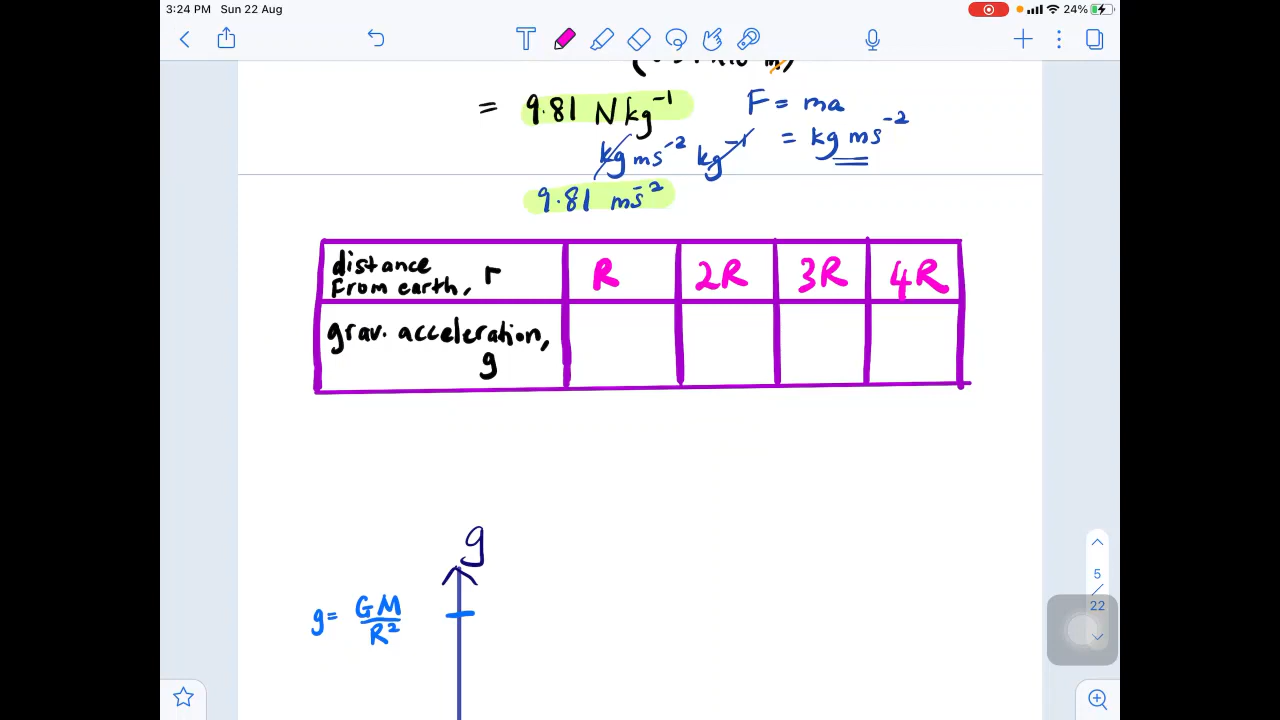 3:24 PM Sun 22 Aug
24%
T
= 9.81 N kg⁻¹
F = ma
= kg ms⁻²
kg ms⁻² kg⁻¹
9.81 ms⁻²
distance from earth, r
R
2R
3R
4R
grav. acceleration, g
g
g = GM/R²
5
/
22